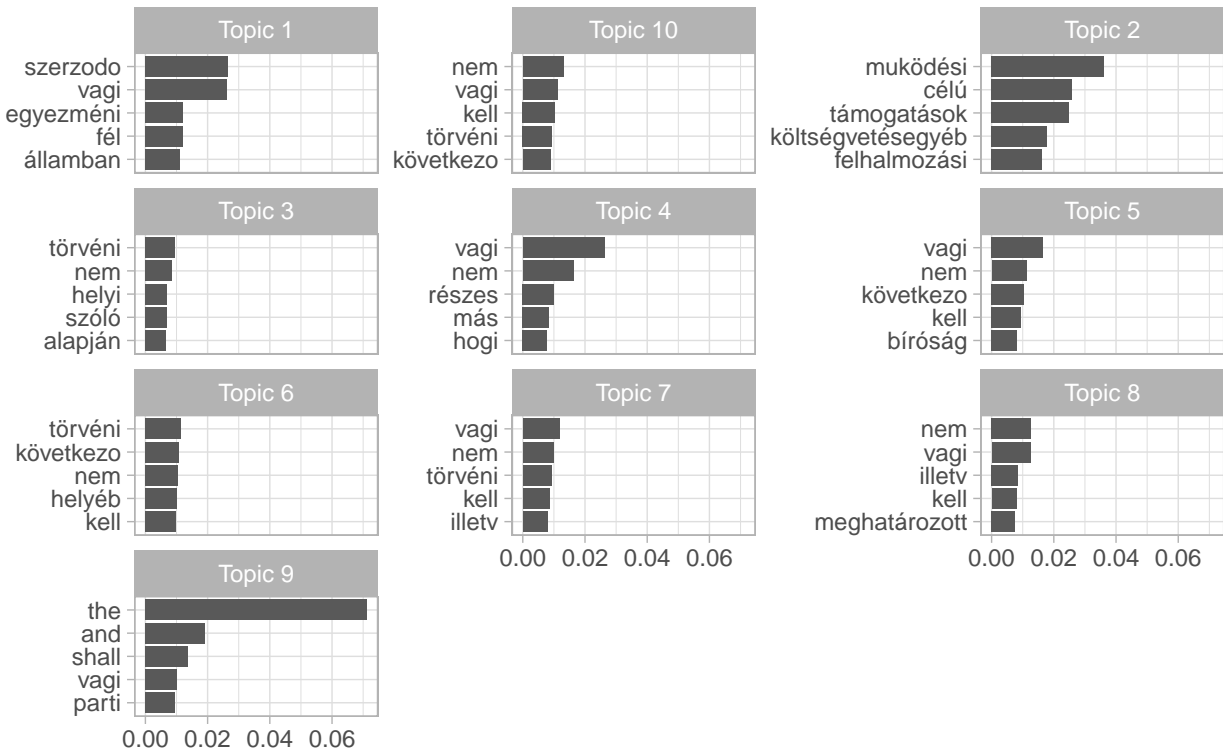 Topic 1
szerzodo
vagi
egyezméni
fél
államban
Topic 10
nem
vagi
kell
törvéni
következo
Topic 2
muködési
célú
támogatások
költségvetésegyéb
felhalmozási
Topic 3
törvéni
nem
helyi
szóló
alapján
Topic 4
vagi
nem
részes
más
hogi
Topic 5
vagi
nem
következo
kell
bíróság
Topic 6
törvéni
következo
nem
helyéb
kell
Topic 7
vagi
nem
törvéni
kell
illetv
0.00 0.02 0.04 0.06
Topic 8
nem
vagi
illetv
kell
meghatározott
0.00 0.02 0.04 0.06
Topic 9
the
and
shall
vagi
parti
0.00 0.02 0.04 0.06